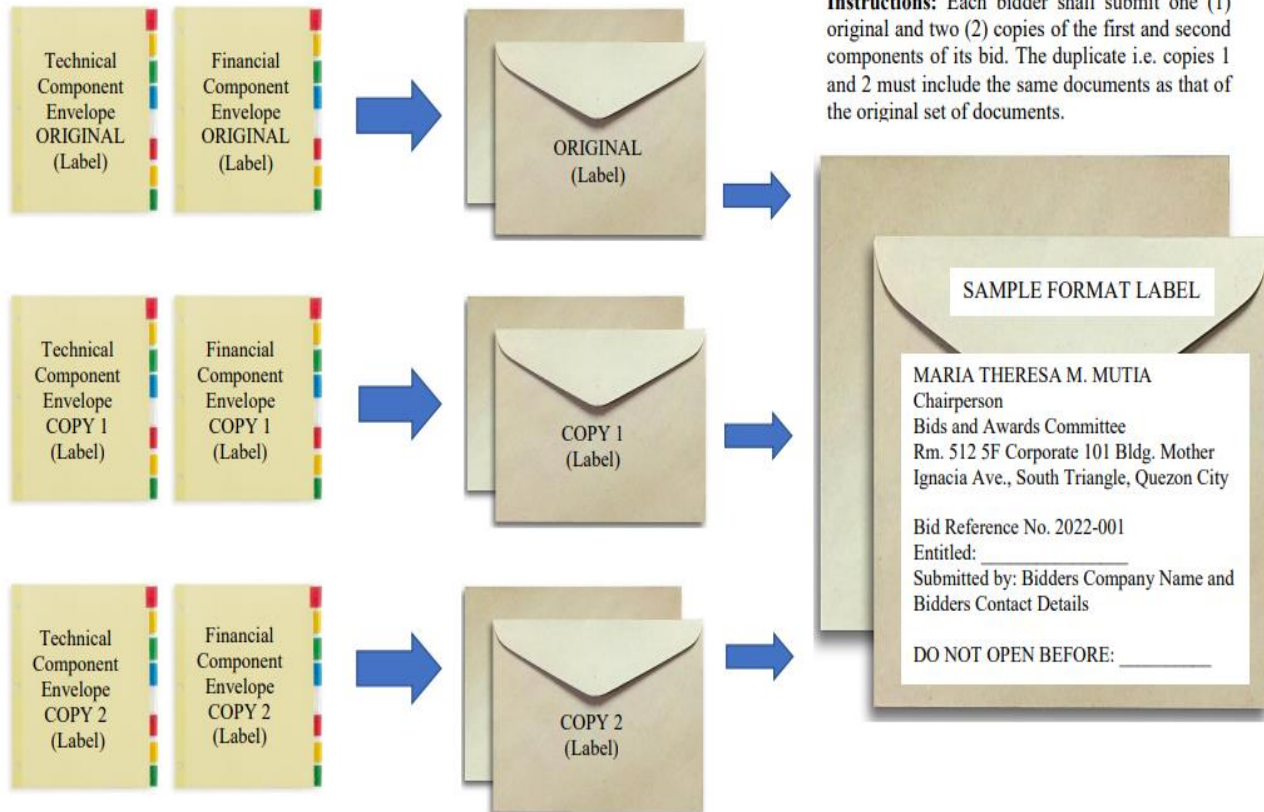 Instructions: Each bidder shall submit one (1)
original and two (2) copies of the first and second
components of its bid. The duplicate i.e. copies 1
and 2 must include the same documents as that of
the original set of documents.
Technical
Component
Envelope
ORIGINAL
(Label)
Financial
Component
Envelope
ORIGINAL
(Label)
ORIGINAL
(Label)
Technical
Component
Envelope
COPY 1
(Label)
Financial
Component
Envelope
COPY 1
(Label)
COPY 1
(Label)
Technical
Component
Envelope
COPY 2
(Label)
Financial
Component
Envelope
COPY 2
(Label)
COPY 2
(Label)
SAMPLE FORMAT LABEL
MARIA THERESA M. MUTIA
Chairperson
Bids and Awards Committee
Rm. 512 5F Corporate 101 Bldg. Mother
Ignacia Ave., South Triangle, Quezon City
Bid Reference No. 2022-001
Entitled: ________________
Submitted by: Bidders Company Name and
Bidders Contact Details
DO NOT OPEN BEFORE: __________